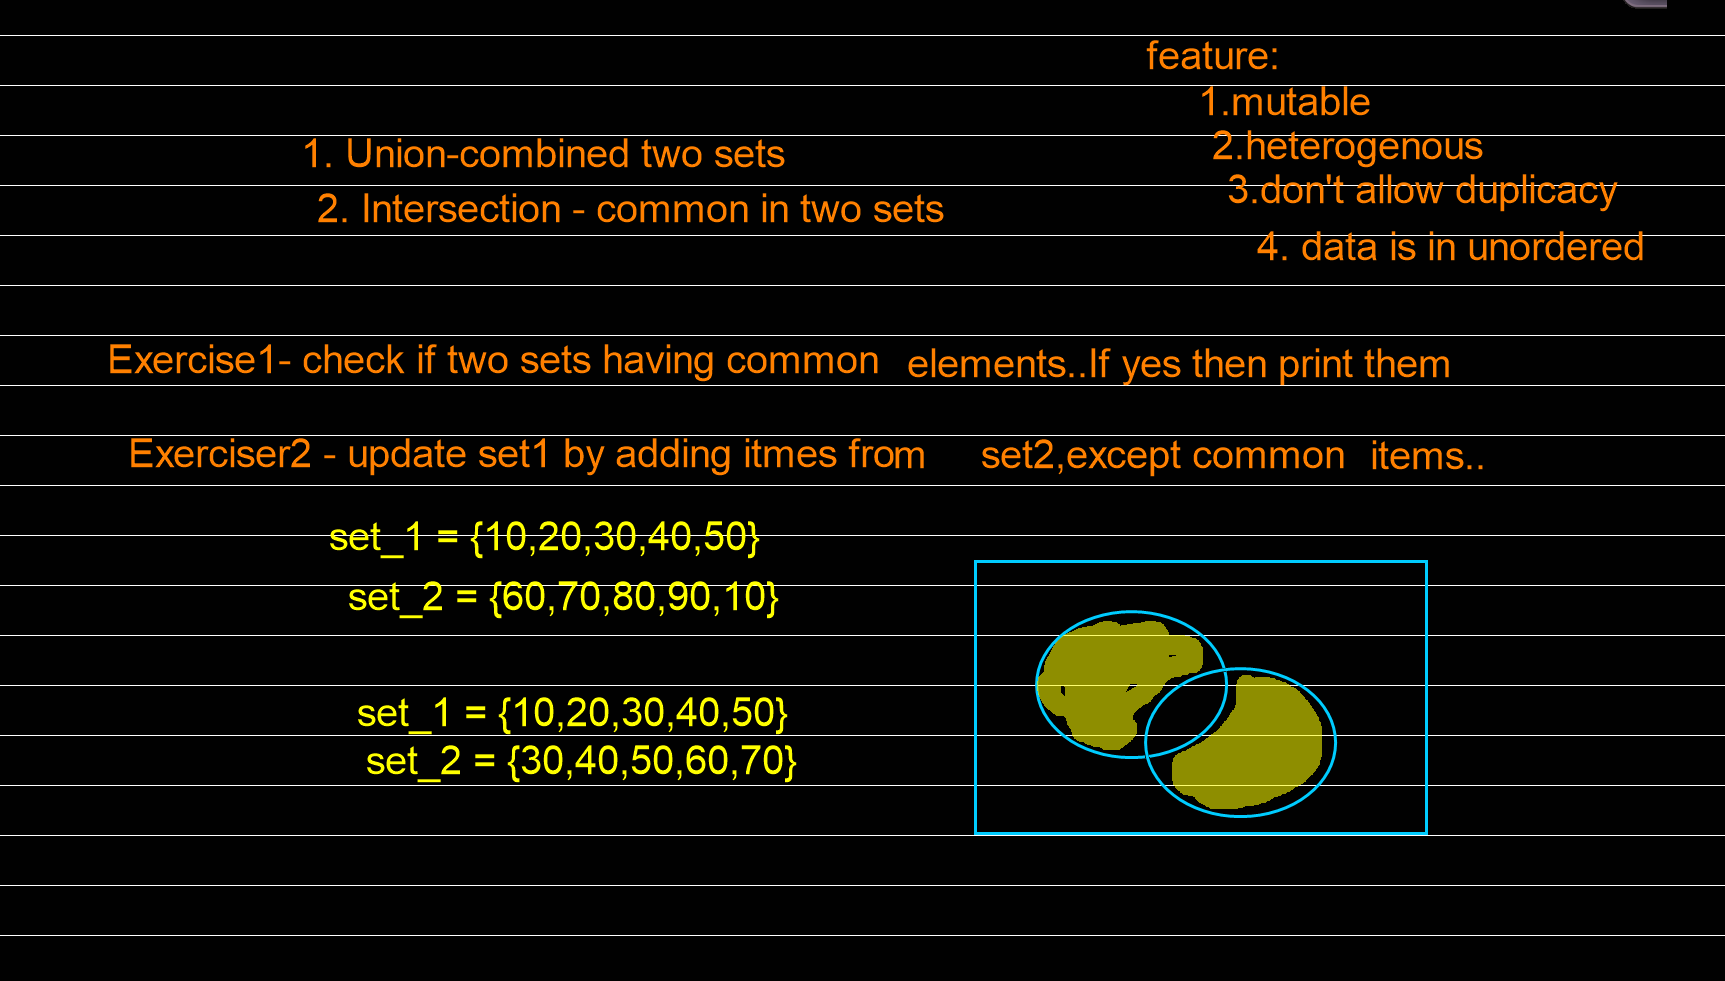 feature:
1.mutable
2.heterogenous
3.don't allow duplicacy
4. data is in unordered
1. Union-combined two sets
2. Intersection - common in two sets
Exercise1- check if two sets having common elements..If yes then print them
Exerciser2 - update set1 by adding itmes from set2,except common items..
set_1 = {10,20,30,40,50}
set_2 = {60,70,80,90,10}
set_1 = {10,20,30,40,50}
set_2 = {30,40,50,60,70}